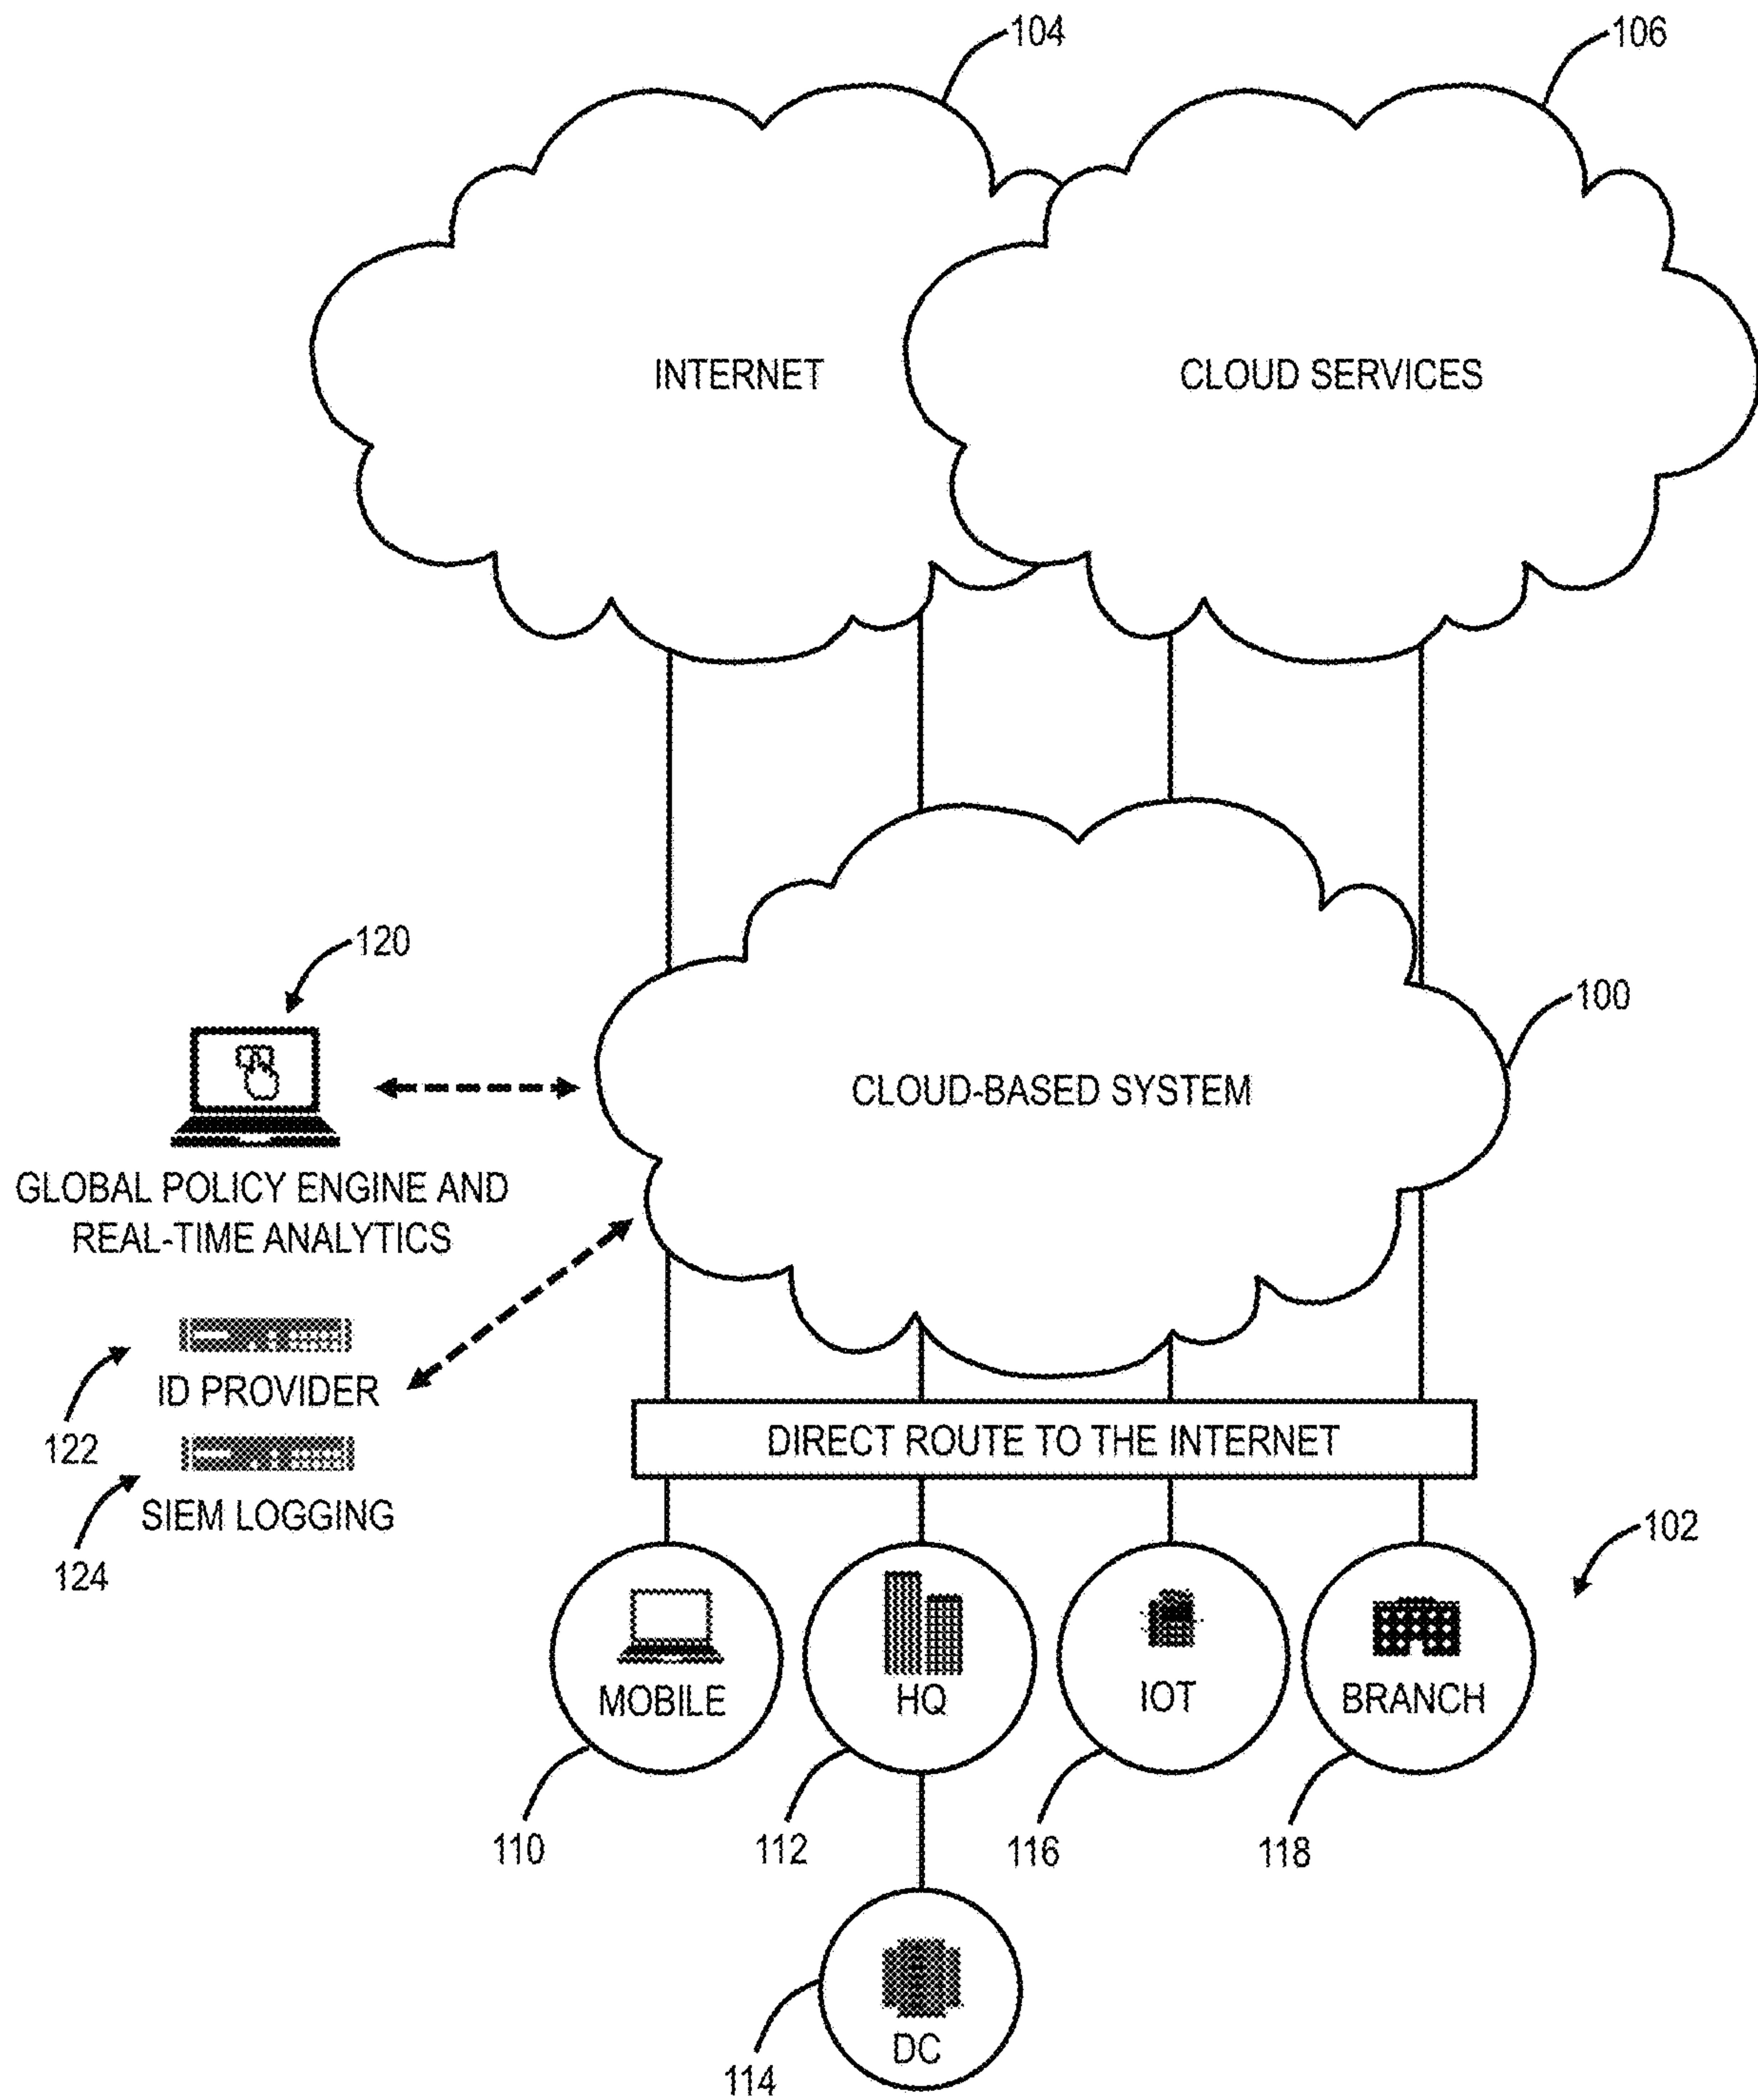 104
106
INTERNET
CLOUD SERVICES
120
100
CLOUD-BASED SYSTEM
GLOBAL POLICY ENGINE AND
REAL-TIME ANALYTICS
ID PROVIDER
122
DIRECT ROUTE TO THE INTERNET
SIEM LOGGING
124
102
MOBILE
HQ
IOT
BRANCH
110
112
116
118
DC
114